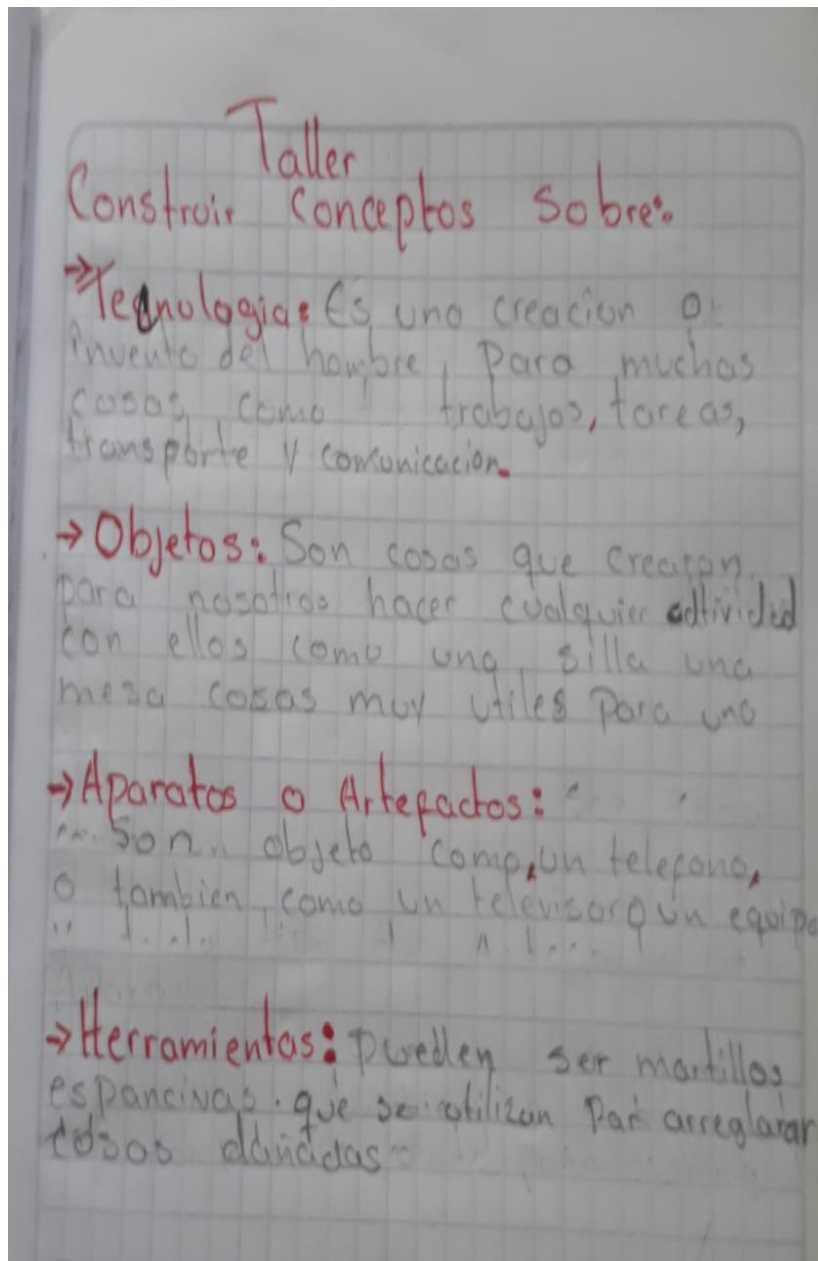 Taller
Construir Conceptos Sobre:
→Tecnologia: Es una creacion o
invento del hombre, para muchas
cosas, como trabajos, tareas,
transporte y comunicacion.
→Objetos: Son cosas que crearon
para nosotros hacer cualquier adtividad
con ellos como una silla una
mesa cosas muy utiles para uno
→Aparatos o Artefactos:
Son objeto como, un telefono,
o tambien como un televisor o un equipo
→Herramientas: pueden ser martillos
espancivas. que se utilizan par arreglarar
cosas dañadas